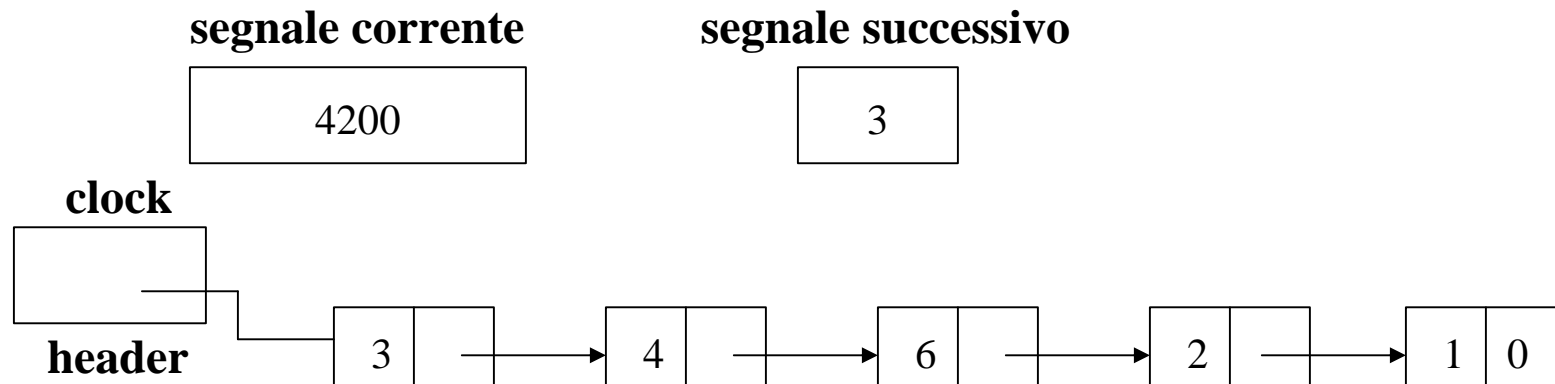 segnale corrente segnale successivo
4200 3
clock
header 3 4 6 2 1 0